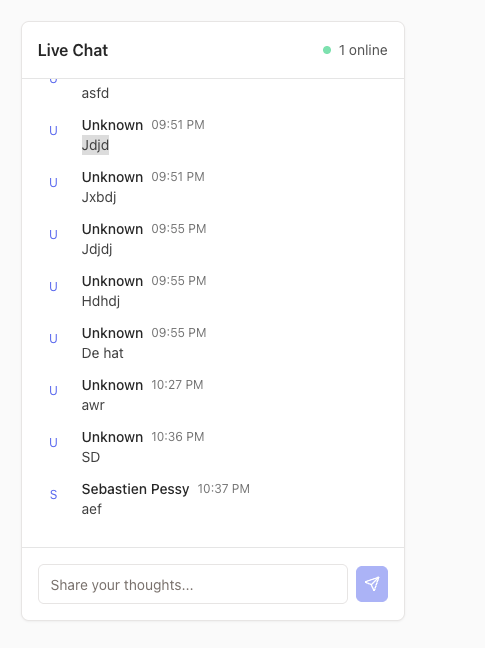 Live Chat
1 online
U
asfd
Unknown 09:51 PM
U
Jdjd
Unknown 09:51 PM
U
Jxbdj
Unknown 09:55 PM
U
Jdjdj
Unknown 09:55 PM
U
Hdhdj
Unknown 09:55 PM
U
De hat
Unknown 10:27 PM
U
awr
Unknown 10:36 PM
U
SD
Sebastien Pessy 10:37 PM
S
aef
Share your thoughts...